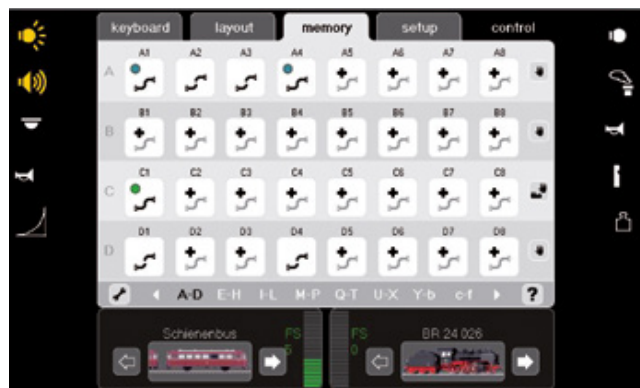 keyboard layout memory setup control
A1 A2 A3 A4 A5 A6 A7 A8
A
B1 B2 B3 B4 B5 B6 B7 B8
B
C1 C2 C3 C4 C5 C6 C7 C8
C
D1 D2 D3 D4 D5 D6 D7 D8
D
A-D E-H I-L M-P Q-T U-X Y-b c-f ?
Schienenbus FS FS BR 24 026
5 0